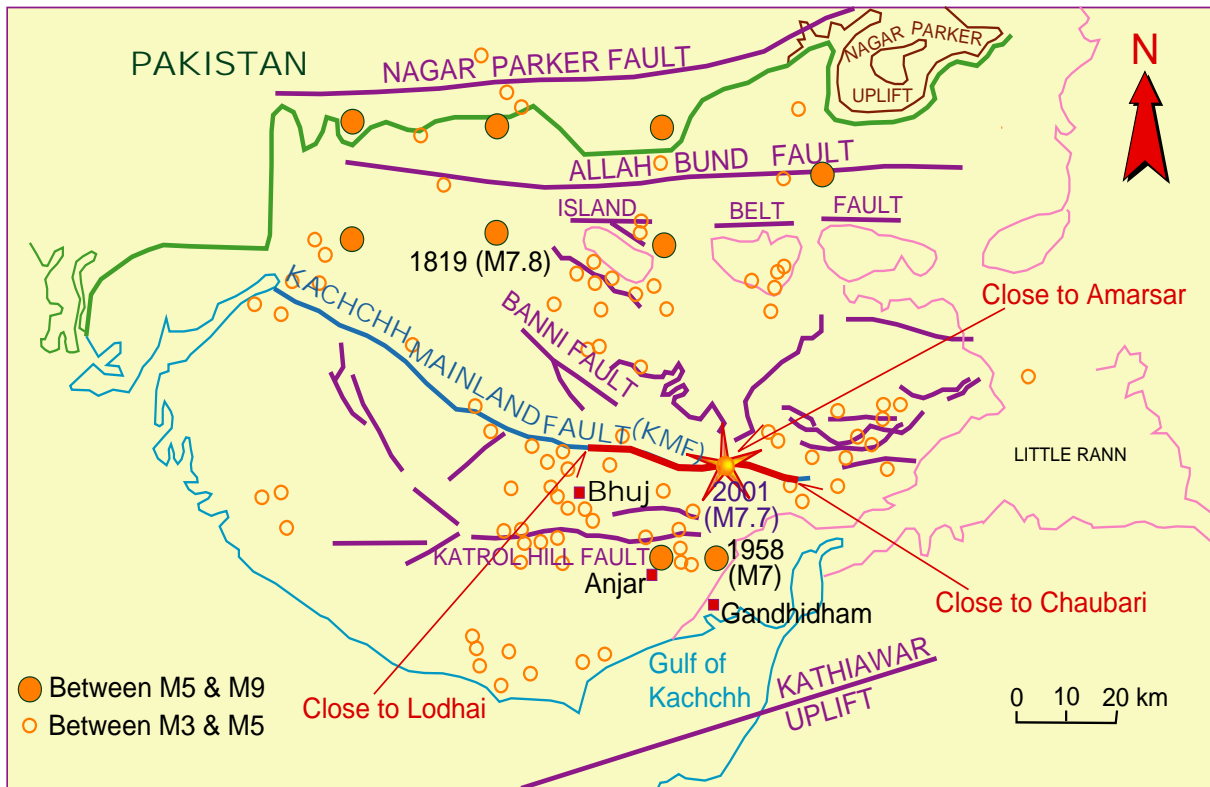 PAKISTAN
NAGAR PARKER FAULT
NAGAR PARKER
UPLIFT
N
ALLAH BUND FAULT
ISLAND BELT FAULT
1819 (M7.8)
KACHCHH MAINLAND FAULT (KMF)
BANNI FAULT
Close to Amarsar
LITTLE RANN
Bhuj
2001
(M7.7)
KATROL HILL FAULT
1958
(M7)
Anjar
Gandhidham
Close to Chaubari
Gulf of
Kachchh
KATHIAWAR
UPLIFT
Close to Lodhai
Between M5 & M9
Between M3 & M5
0 10 20 km